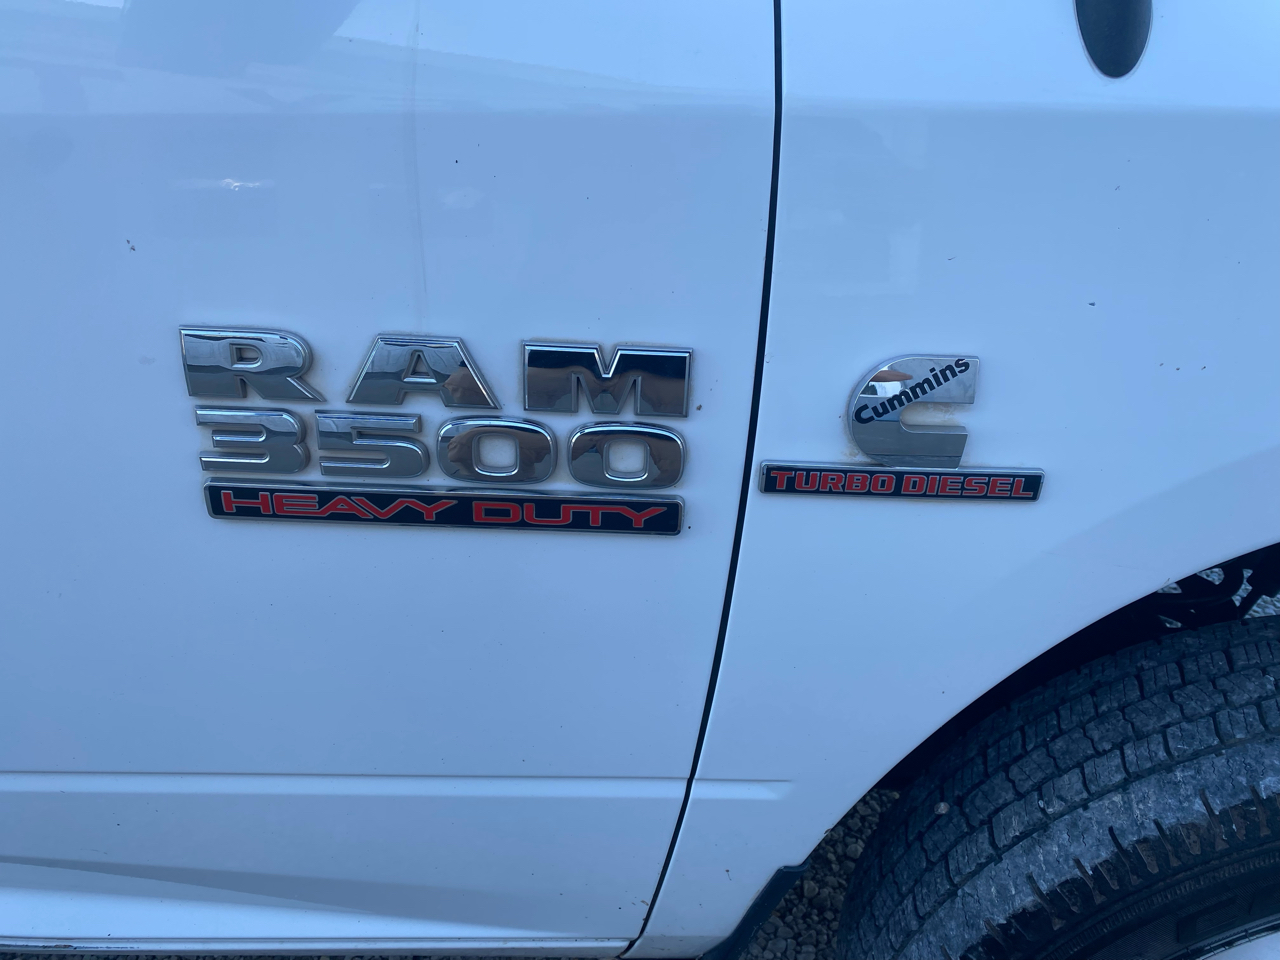 RAM
3500
HEAVY DUTY
Cummins
TURBO DIESEL